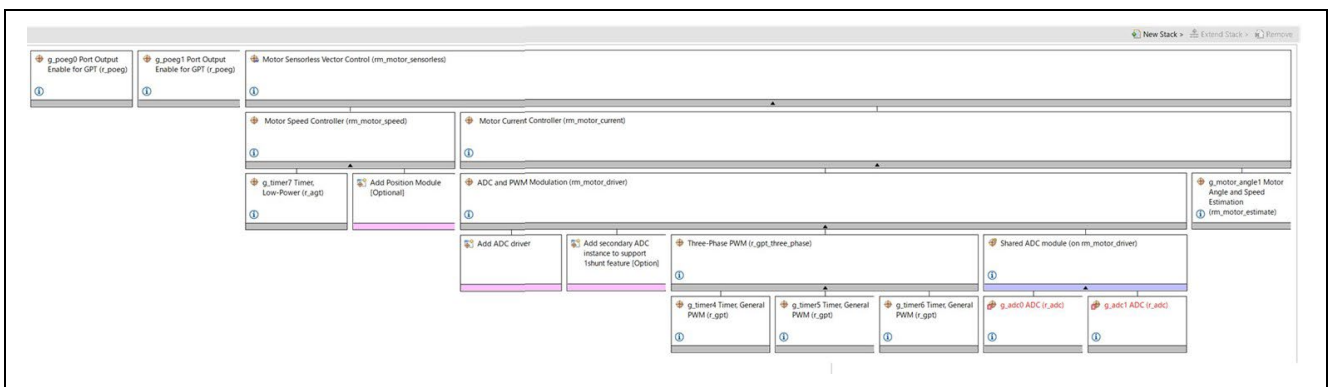 New Stack > Extend Stack > Remove
g_poeg0 Port Output
Enable for GPT (r_poeg)
g_poeg1 Port Output
Enable for GPT (r_poeg)
Motor Sensorless Vector Control (rm_motor_sensorless)
Motor Speed Controller (rm_motor_speed)
Motor Current Controller (rm_motor_current)
g_timer7 Timer,
Low-Power (r_agt)
Add Position Module
[Optional]
ADC and PWM Modulation (rm_motor_driver)
g_motor_angle1 Motor
Angle and Speed
Estimation
(rm_motor_estimate)
Add ADC driver
Add secondary ADC
instance to support
1shunt feature [Option]
Three-Phase PWM (r_gpt_three_phase)
Shared ADC module (on rm_motor_driver)
g_timer4 Timer, General
PWM (r_gpt)
g_timer5 Timer, General
PWM (r_gpt)
g_timer6 Timer, General
PWM (r_gpt)
g_adc0 ADC (r_adc)
g_adc1 ADC (r_adc)